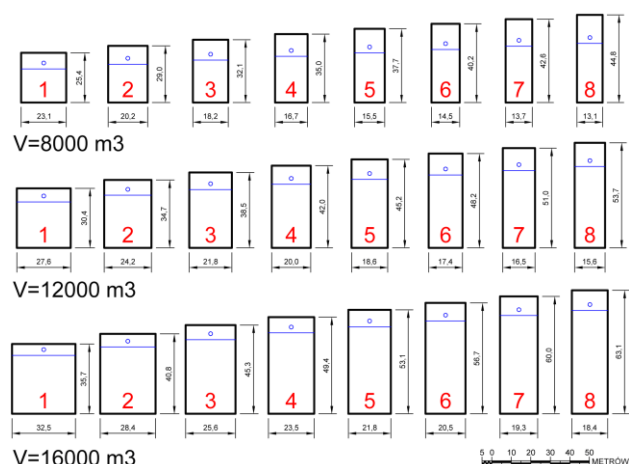 1 2 3 4 5 6 7 8
25,4 29,0 32,1 35,0 37,7 40,2 42,6 44,8
23,1 20,2 18,2 16,7 15,5 14,5 13,7 13,1
V=8000 m3
1 2 3 4 5 6 7 8
30,4 34,7 38,5 42,0 45,2 48,2 51,0 53,7
27,6 24,2 21,8 20,0 18,6 17,4 16,5 15,6
V=12000 m3
1 2 3 4 5 6 7 8
35,7 40,8 45,3 49,4 53,1 56,7 60,0 63,1
32,5 28,4 25,6 23,5 21,8 20,5 19,3 18,4
V=16000 m3
5 0 10 20 30 40 50
METRÓW